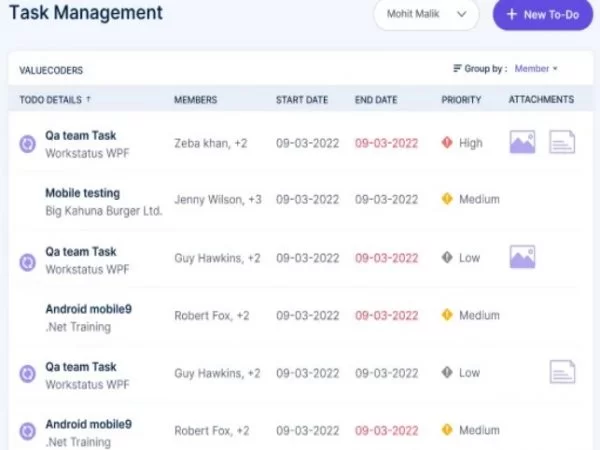 Task Management
Mohit Malik
+ New To-Do
VALUECODERS
Group by : Member
TODO DETAILS ↑ MEMBERS START DATE END DATE PRIORITY ATTACHMENTS
Qa team Task
Workstatus WPF
Zeba khan, +2 09-03-2022 09-03-2022 High
Mobile testing
Big Kahuna Burger Ltd.
Jenny Wilson, +3 09-03-2022 09-03-2022 Medium
Qa team Task
Workstatus WPF
Guy Hawkins, +2 09-03-2022 09-03-2022 Low
Android mobile9
.Net Training
Robert Fox, +2 09-03-2022 09-03-2022 Medium
Qa team Task
Workstatus WPF
Guy Hawkins, +2 09-03-2022 09-03-2022 Low
Android mobile9
.Net Training
Robert Fox, +2 09-03-2022 09-03-2022 Medium